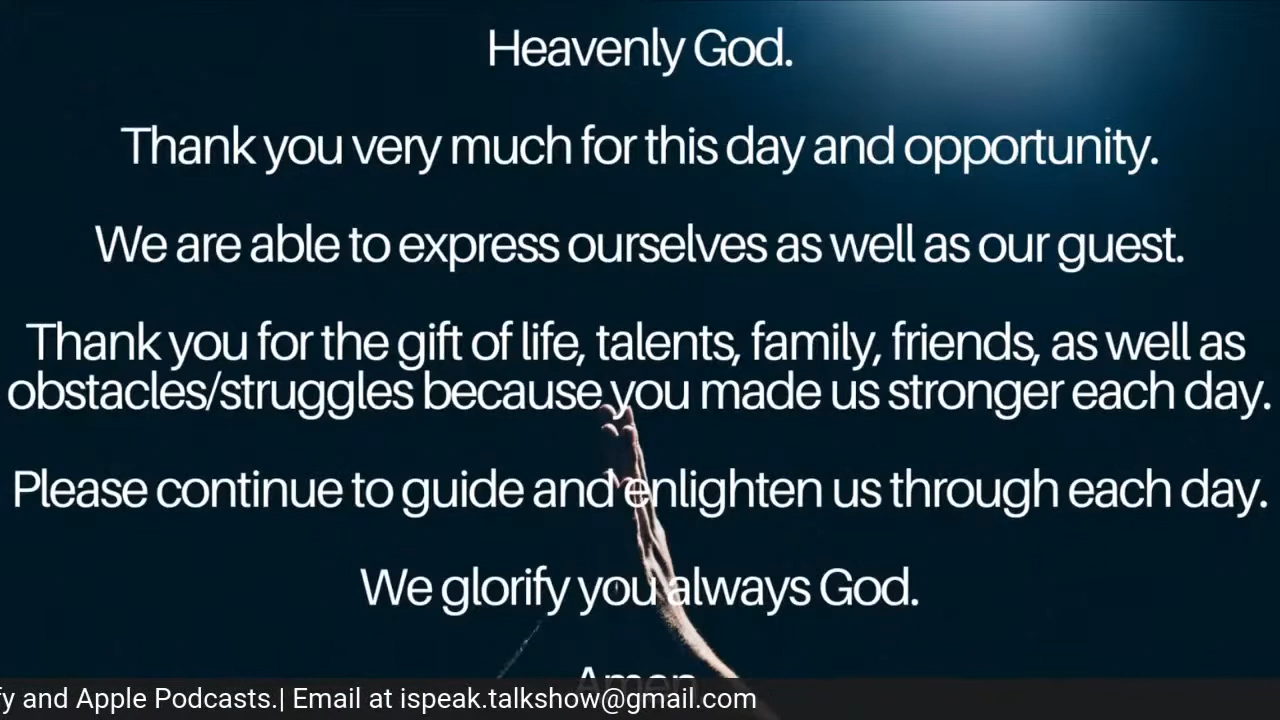 Heavenly God.
Thank you very much for this day and opportunity.
We are able to express ourselves as well as our guest.
Thank you for the gift of life, talents, family, friends, as well as
obstacles/struggles because you made us stronger each day.
Please continue to guide and enlighten us through each day.
We glorify you always God.
Amen
fy and Apple Podcasts.| Email at ispeak.talkshow@gmail.com